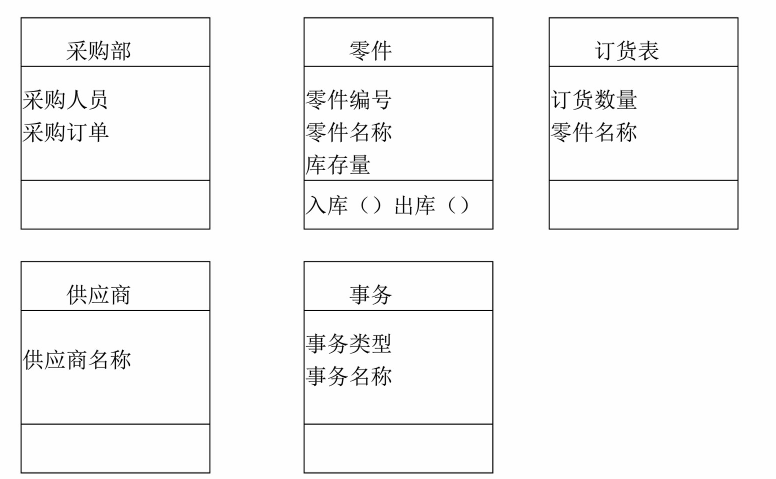 采购部
采购人员
采购订单
零件
零件编号
零件名称
库存量
入库（）出库（）
订货表
订货数量
零件名称
供应商
供应商名称
事务
事务类型
事务名称